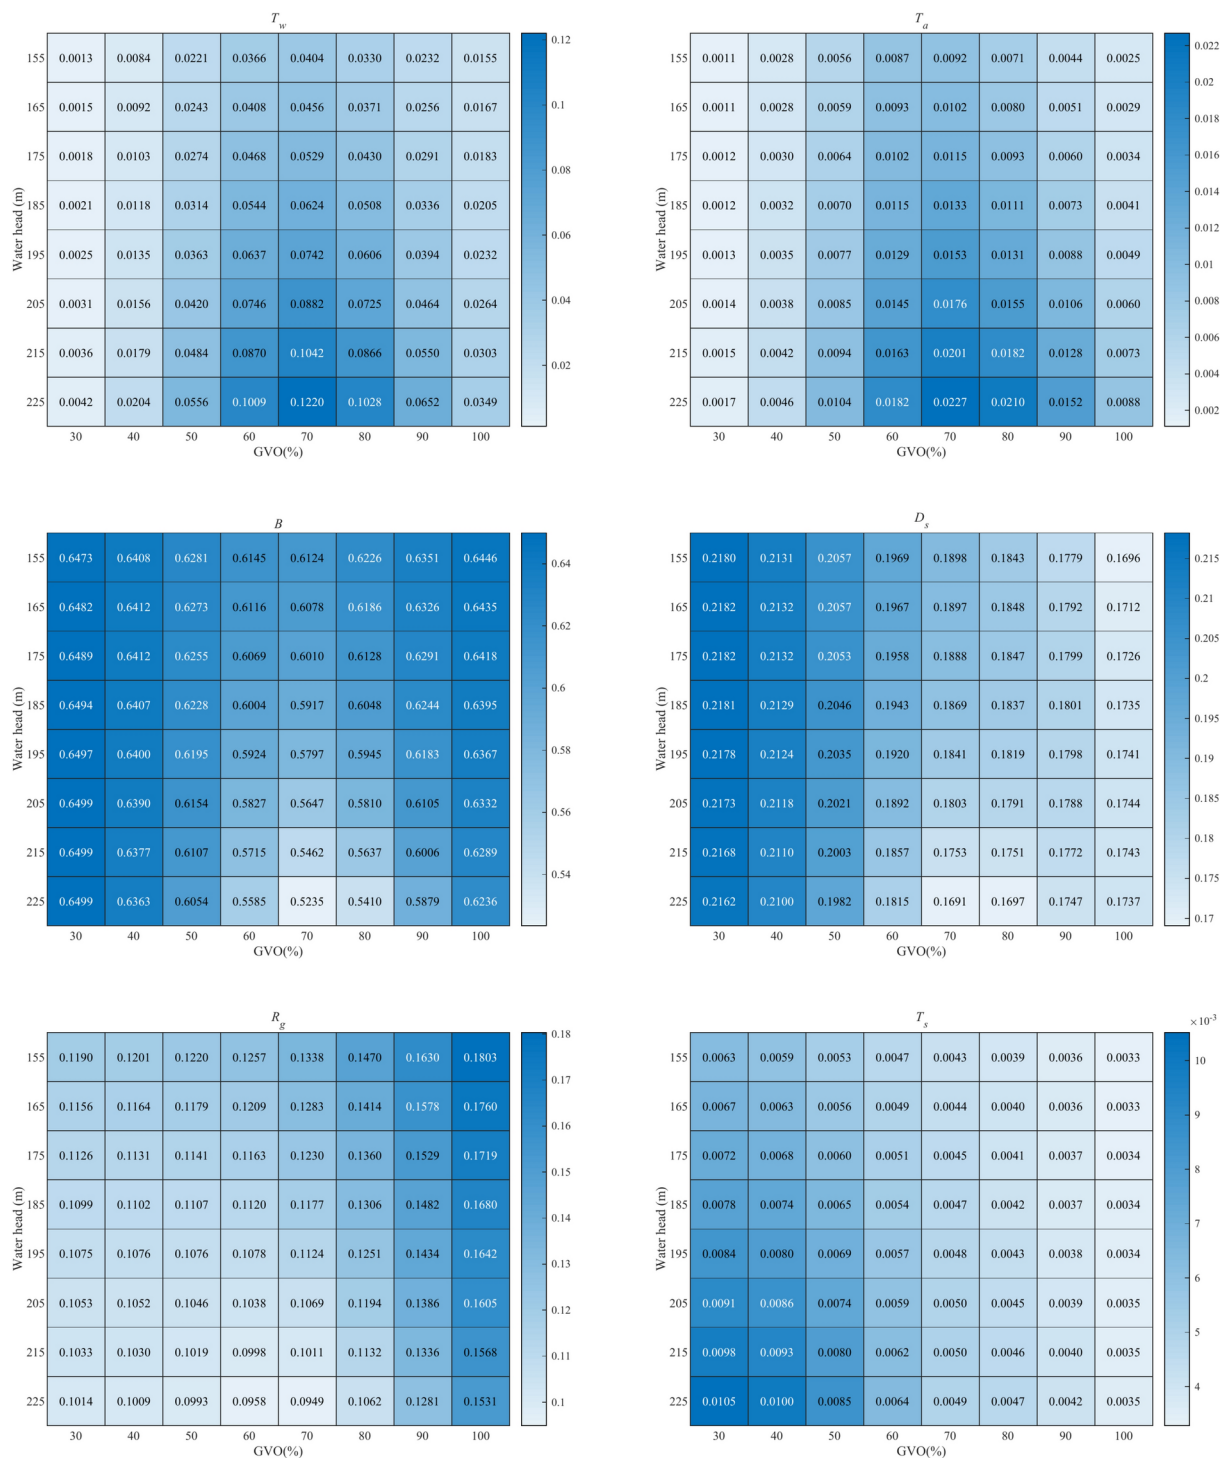 T_w
155 0.0013 0.0084 0.0221 0.0366 0.0404 0.0330 0.0232 0.0155
165 0.0015 0.0092 0.0243 0.0408 0.0456 0.0371 0.0256 0.0167
175 0.0018 0.0103 0.0274 0.0468 0.0529 0.0430 0.0291 0.0183
185 0.0021 0.0118 0.0314 0.0544 0.0624 0.0508 0.0336 0.0205
195 0.0025 0.0135 0.0363 0.0637 0.0742 0.0606 0.0394 0.0232
205 0.0031 0.0156 0.0420 0.0746 0.0882 0.0725 0.0464 0.0264
215 0.0036 0.0179 0.0484 0.0870 0.1042 0.0866 0.0550 0.0303
225 0.0042 0.0204 0.0556 0.1009 0.1220 0.1028 0.0652 0.0349
30 40 50 60 70 80 90 100
GVO(%)
Water head (m)
0.12
0.1
0.08
0.06
0.04
0.02
T_a
155 0.0011 0.0028 0.0056 0.0087 0.0092 0.0071 0.0044 0.0025
165 0.0011 0.0028 0.0059 0.0093 0.0102 0.0080 0.0051 0.0029
175 0.0012 0.0030 0.0064 0.0102 0.0115 0.0093 0.0060 0.0034
185 0.0012 0.0032 0.0070 0.0115 0.0133 0.0111 0.0073 0.0041
195 0.0013 0.0035 0.0077 0.0129 0.0153 0.0131 0.0088 0.0049
205 0.0014 0.0038 0.0085 0.0145 0.0176 0.0155 0.0106 0.0060
215 0.0015 0.0042 0.0094 0.0163 0.0201 0.0182 0.0128 0.0073
225 0.0017 0.0046 0.0104 0.0182 0.0227 0.0210 0.0152 0.0088
30 40 50 60 70 80 90 100
GVO(%)
Water head (m)
0.022
0.02
0.018
0.016
0.014
0.012
0.01
0.008
0.006
0.004
0.002
B
155 0.6473 0.6408 0.6281 0.6145 0.6124 0.6226 0.6351 0.6446
165 0.6482 0.6412 0.6273 0.6116 0.6078 0.6186 0.6326 0.6435
175 0.6489 0.6412 0.6255 0.6069 0.6010 0.6128 0.6291 0.6418
185 0.6494 0.6407 0.6228 0.6004 0.5917 0.6048 0.6244 0.6395
195 0.6497 0.6400 0.6195 0.5924 0.5797 0.5945 0.6183 0.6367
205 0.6499 0.6390 0.6154 0.5827 0.5647 0.5810 0.6105 0.6332
215 0.6499 0.6377 0.6107 0.5715 0.5462 0.5637 0.6006 0.6289
225 0.6499 0.6363 0.6054 0.5585 0.5235 0.5410 0.5879 0.6236
30 40 50 60 70 80 90 100
GVO(%)
Water head (m)
0.64
0.62
0.6
0.58
0.56
0.54
D_s
155 0.2180 0.2131 0.2057 0.1969 0.1898 0.1843 0.1779 0.1696
165 0.2182 0.2132 0.2057 0.1967 0.1897 0.1848 0.1792 0.1712
175 0.2182 0.2132 0.2053 0.1958 0.1888 0.1847 0.1799 0.1726
185 0.2181 0.2129 0.2046 0.1943 0.1869 0.1837 0.1801 0.1735
195 0.2178 0.2124 0.2035 0.1920 0.1841 0.1819 0.1798 0.1741
205 0.2173 0.2118 0.2021 0.1892 0.1803 0.1791 0.1788 0.1744
215 0.2168 0.2110 0.2003 0.1857 0.1753 0.1751 0.1772 0.1743
225 0.2162 0.2100 0.1982 0.1815 0.1691 0.1697 0.1747 0.1737
30 40 50 60 70 80 90 100
GVO(%)
Water head (m)
0.215
0.21
0.205
0.2
0.195
0.19
0.185
0.18
0.175
0.17
R_g
155 0.1190 0.1201 0.1220 0.1257 0.1338 0.1470 0.1630 0.1803
165 0.1156 0.1164 0.1179 0.1209 0.1283 0.1414 0.1578 0.1760
175 0.1126 0.1131 0.1141 0.1163 0.1230 0.1360 0.1529 0.1719
185 0.1099 0.1102 0.1107 0.1120 0.1177 0.1306 0.1482 0.1680
195 0.1075 0.1076 0.1076 0.1078 0.1124 0.1251 0.1434 0.1642
205 0.1053 0.1052 0.1046 0.1038 0.1069 0.1194 0.1386 0.1605
215 0.1033 0.1030 0.1019 0.0998 0.1011 0.1132 0.1336 0.1568
225 0.1014 0.1009 0.0993 0.0958 0.0949 0.1062 0.1281 0.1531
30 40 50 60 70 80 90 100
GVO(%)
Water head (m)
0.18
0.17
0.16
0.15
0.14
0.13
0.12
0.11
0.1
T_s
155 0.0063 0.0059 0.0053 0.0047 0.0043 0.0039 0.0036 0.0033
165 0.0067 0.0063 0.0056 0.0049 0.0044 0.0040 0.0036 0.0033
175 0.0072 0.0068 0.0060 0.0051 0.0045 0.0041 0.0037 0.0034
185 0.0078 0.0074 0.0065 0.0054 0.0047 0.0042 0.0037 0.0034
195 0.0084 0.0080 0.0069 0.0057 0.0048 0.0043 0.0038 0.0034
205 0.0091 0.0086 0.0074 0.0059 0.0050 0.0045 0.0039 0.0035
215 0.0098 0.0093 0.0080 0.0062 0.0050 0.0046 0.0040 0.0035
225 0.0105 0.0100 0.0085 0.0064 0.0049 0.0047 0.0042 0.0035
30 40 50 60 70 80 90 100
GVO(%)
Water head (m)
×10⁻³
10
9
8
7
6
5
4